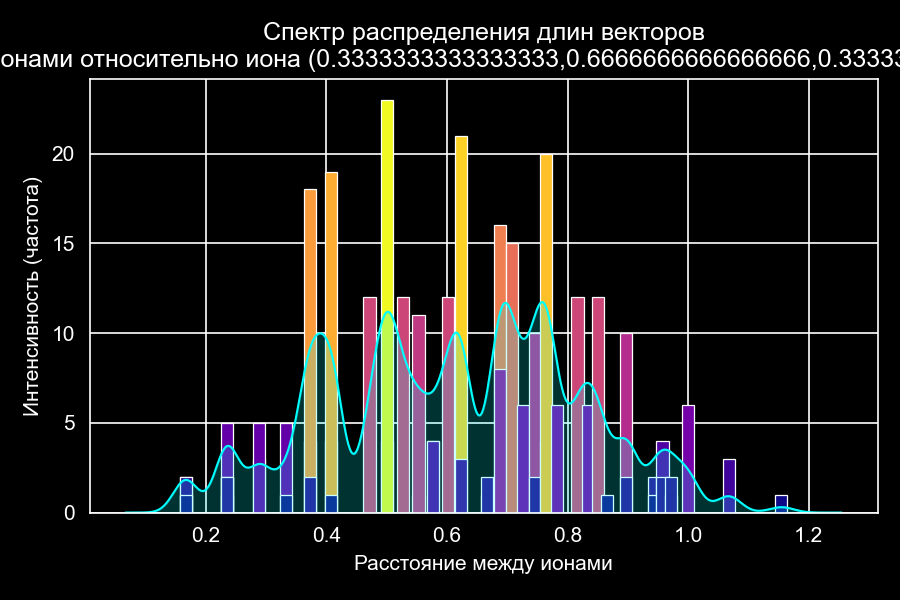 Спектр распределения длин векторов
онами относительно иона (0.3333333333333333,0.6666666666666666,0.33333
Интенсивность (частота)
20
15
10
5
0
0.2 0.4 0.6 0.8 1.0 1.2
Расстояние между ионами